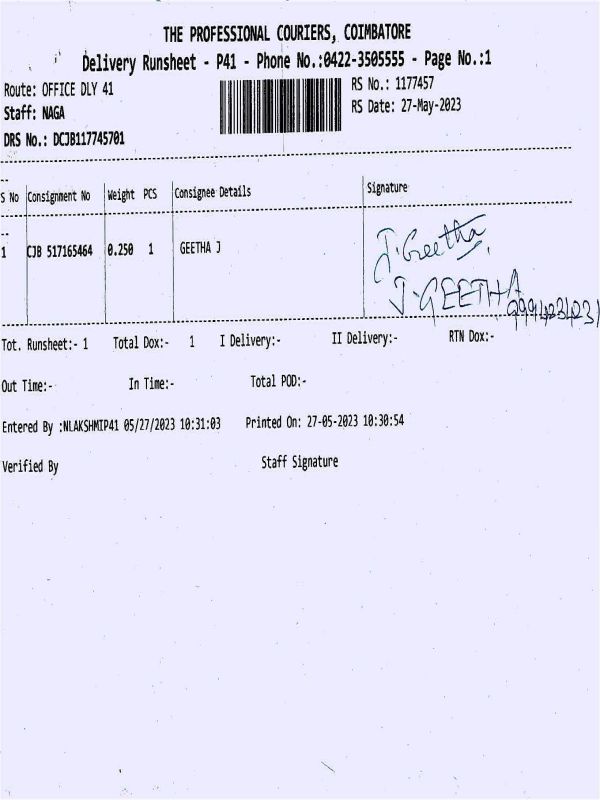 THE PROFESSIONAL COURIERS, COIMBATORE
Delivery Runsheet - P41 - Phone No.:0422-3505555 - Page No.:1
Route: OFFICE DLY 41
RS No.: 1177457
Staff: NAGA
RS Date: 27-May-2023
DRS No.: DCJB117745701
S No Consignment No Weight PCS Consignee Details Signature
1 CJB 517165464 0.250 1 GEETHA J
J. Geetha
J. GEETHA
Tot. Runsheet:- 1 Total Dox:- 1 I Delivery:- II Delivery:- RTN Dox:-
Out Time:- In Time:- Total POD:-
Entered By :NLAKSHMIP41 05/27/2023 10:31:03 Printed On: 27-05-2023 10:30:54
Verified By Staff Signature